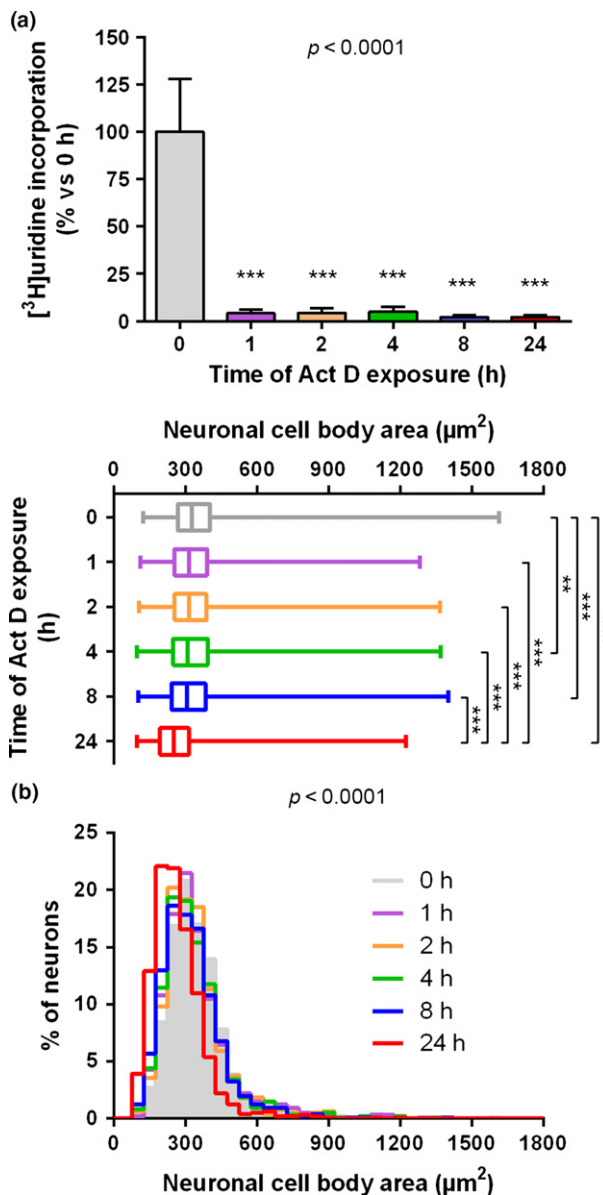 (a)
p < 0.0001
[³H]uridine incorporation
(% vs 0 h)
150
125
100
75
50
25
0
***
***
***
***
***
0 1 2 4 8 24
Time of Act D exposure (h)
Neuronal cell body area (µm²)
0 300 600 900 1200 1500 1800
Time of Act D exposure
(h)
0
1
2
4
8
24
***
***
***
***
**
***
(b)
p < 0.0001
% of neurons
25
20
15
10
5
0
0 h
1 h
2 h
4 h
8 h
24 h
0 300 600 900 1200 1500 1800
Neuronal cell body area (µm²)